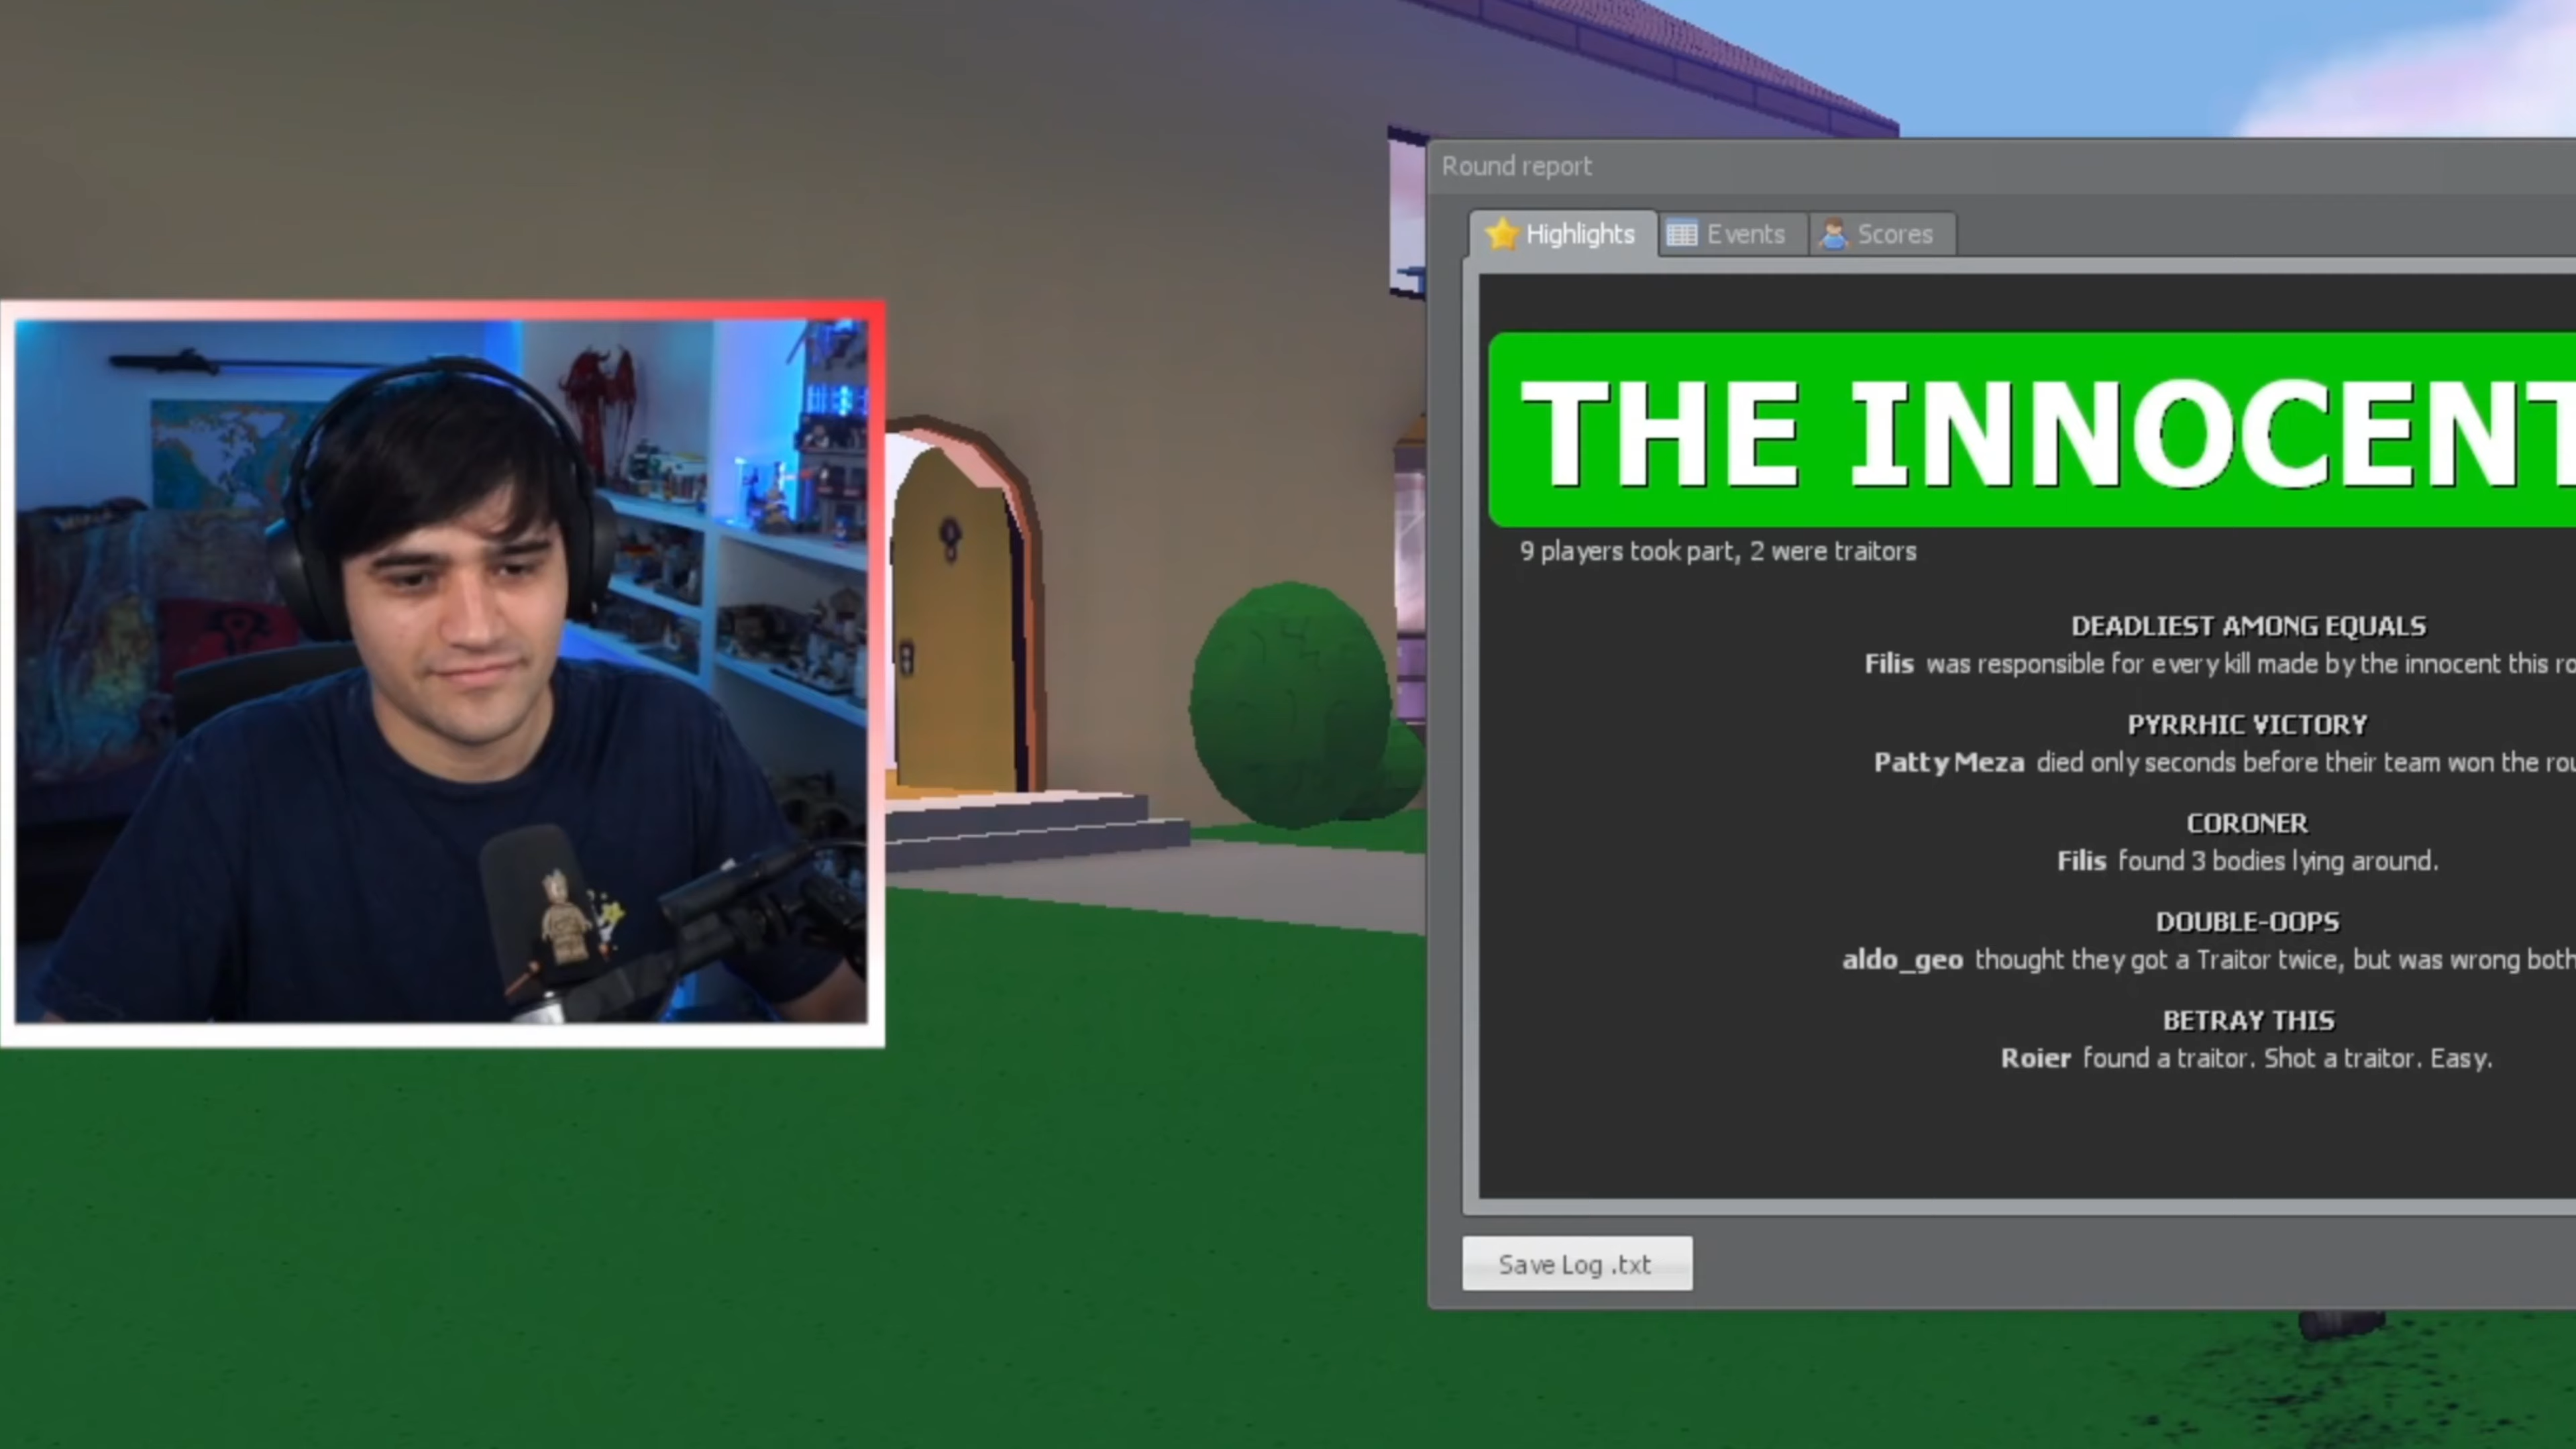 Round report
Highlights
Events
Scores
THE INNOCENT
9 players took part, 2 were traitors
DEADLIEST AMONG EQUALS
Filis was responsible for every kill made by the innocent this ro
PYRRHIC VICTORY
Patty Meza died only seconds before their team won the rou
CORONER
Filis found 3 bodies lying around.
DOUBLE-OOPS
aldo_geo thought they got a Traitor twice, but was wrong both
BETRAY THIS
Roier found a traitor. Shot a traitor. Easy.
Save Log .txt